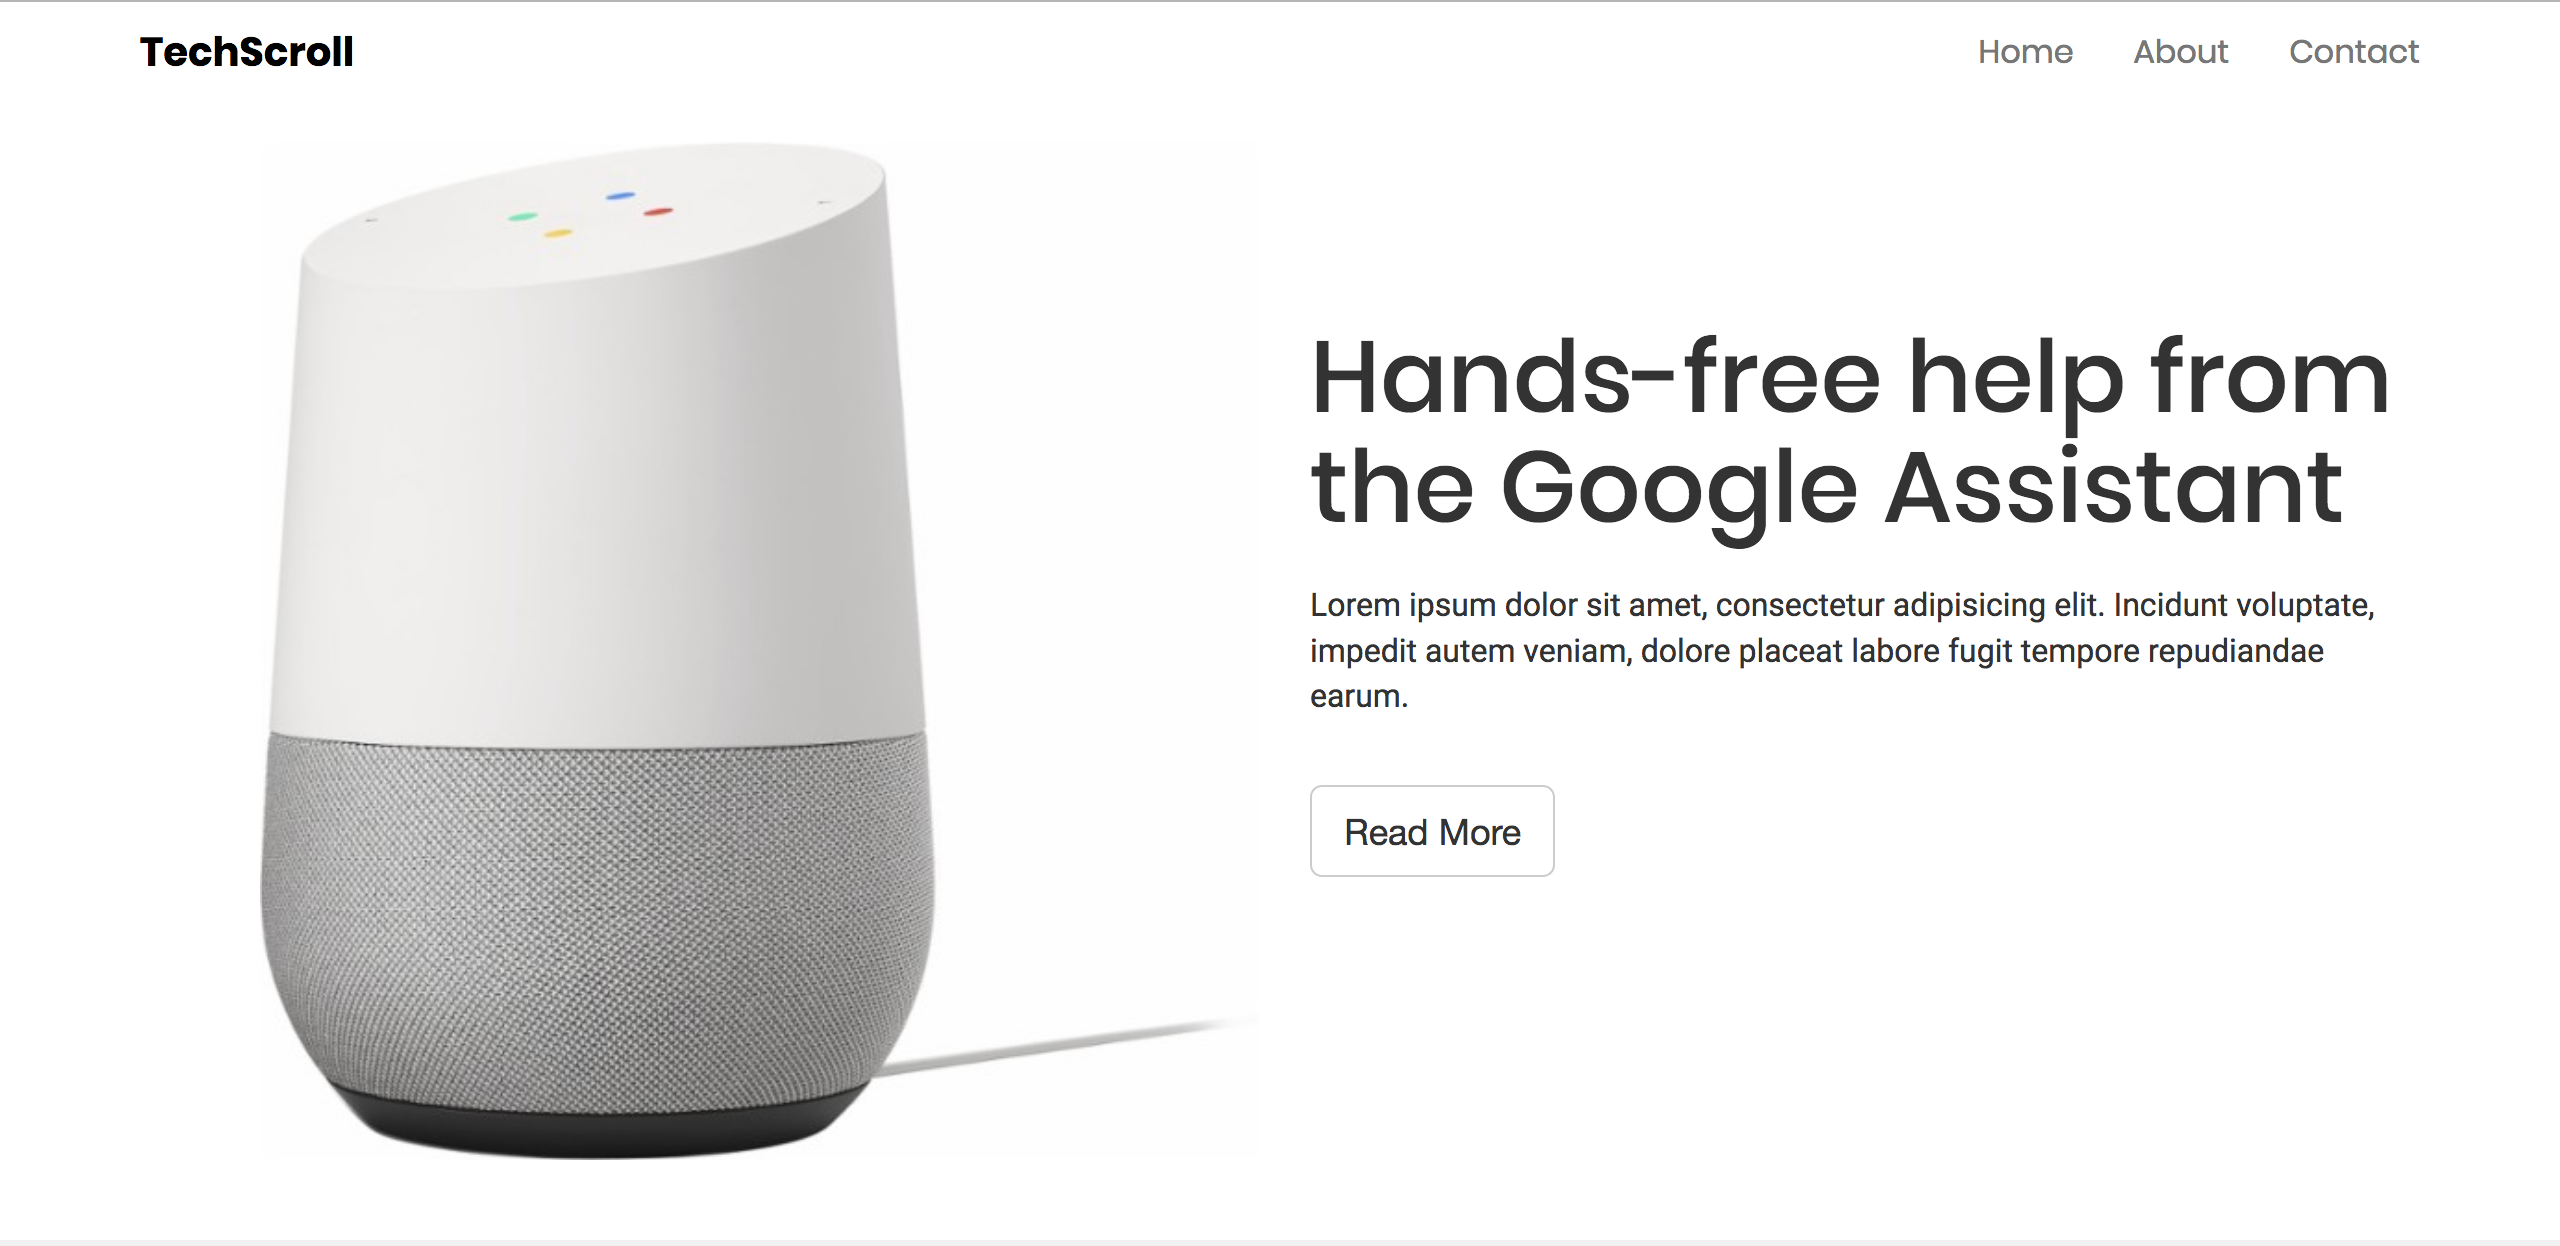 TechScroll
Home About Contact
Hands-free help from
the Google Assistant
Lorem ipsum dolor sit amet, consectetur adipisicing elit. Incidunt voluptate,
impedit autem veniam, dolore placeat labore fugit tempore repudiandae
earum.
Read More